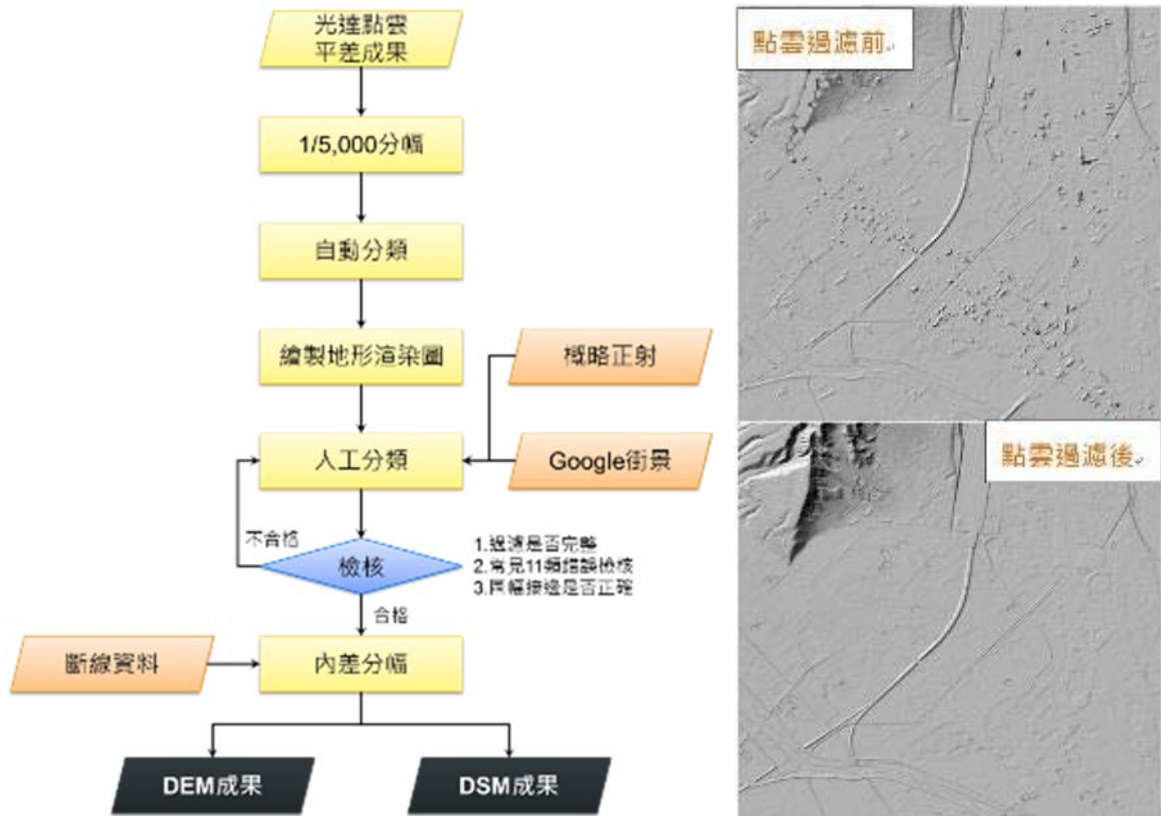 光達點雲
平差成果
1/5,000分幅
自動分類
繪製地形渲染圖
概略正射
人工分類
Google街景
不合格
檢核
1.過濾是否完整
2.常見11類錯誤檢核
3.圖幅接邊是否正確
合格
斷線資料
內差分幅
DEM成果
DSM成果
點雲過濾前
點雲過濾後